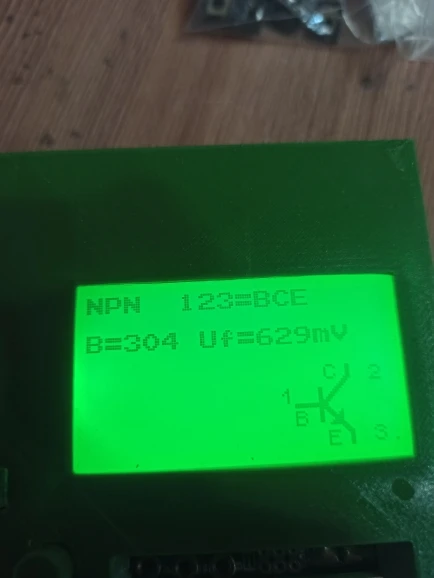 NPN 123=BCE
B=304 Uf=629mV
C 2
1
B
E 3